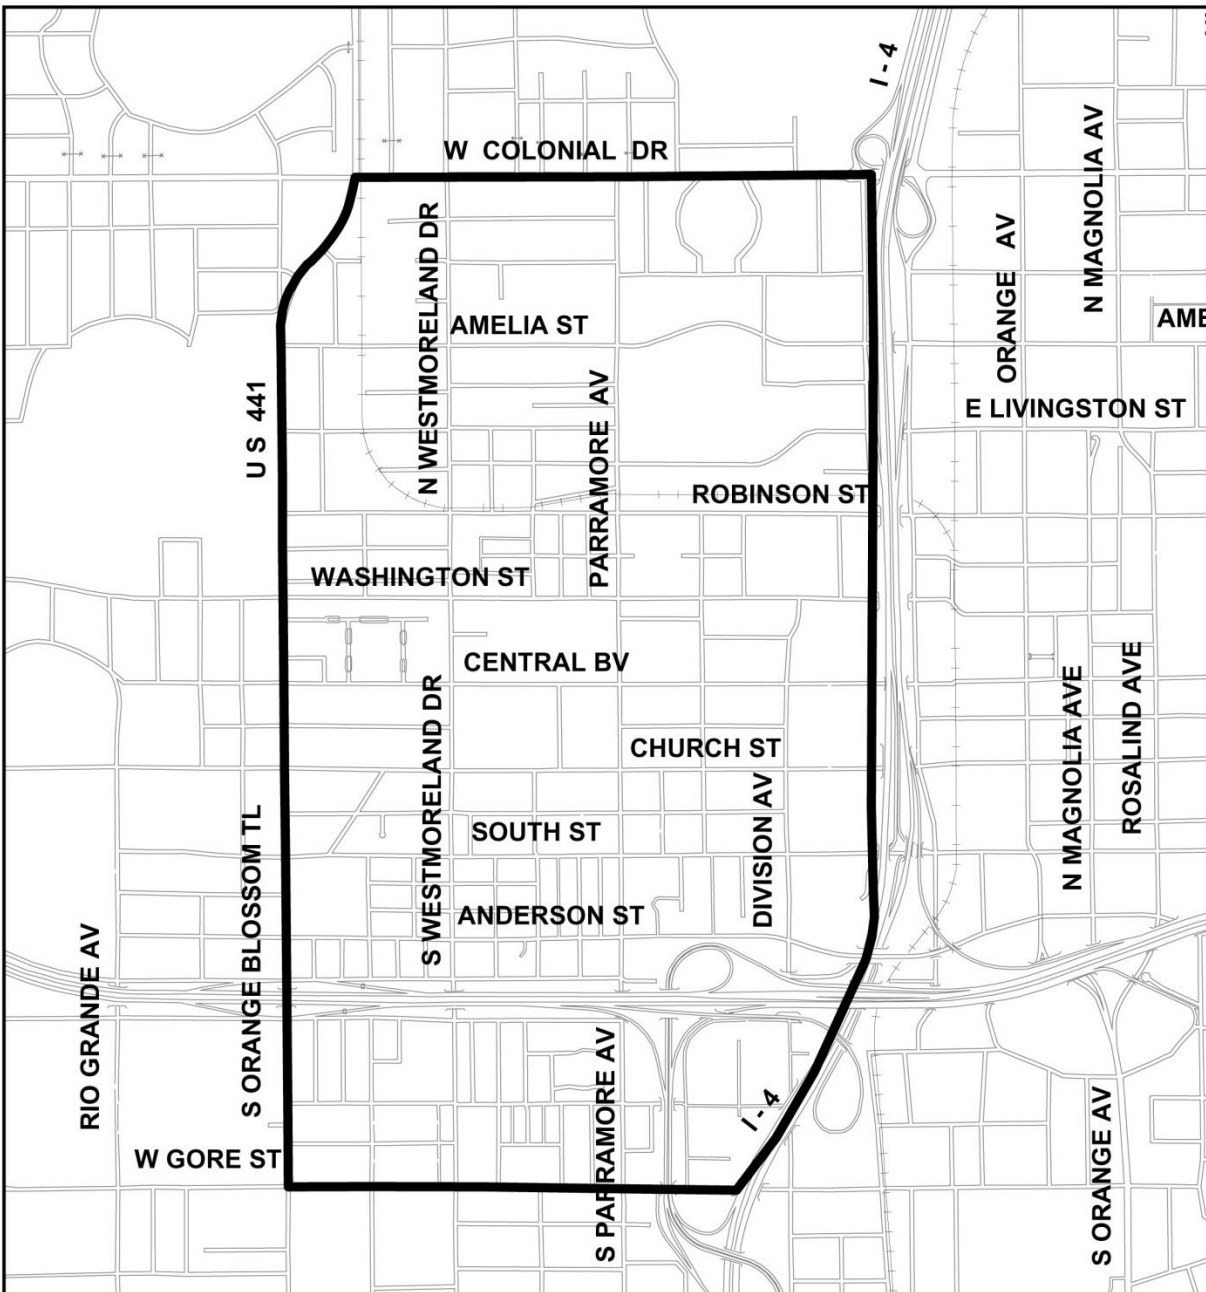 I - 4
W COLONIAL DR
N MAGNOLIA AV
N WESTMORELAND DR
ORANGE AV
AMELIA ST
AME
US 441
PARRAMORE AV
E LIVINGSTON ST
ROBINSON ST
WASHINGTON ST
CENTRAL BV
S WESTMORELAND DR
N MAGNOLIA AVE
ROSALIND AVE
CHURCH ST
DIVISION AV
S ORANGE BLOSSOM TL
SOUTH ST
ANDERSON ST
RIO GRANDE AV
S PARRAMORE AV
I - 4
S ORANGE AV
W GORE ST